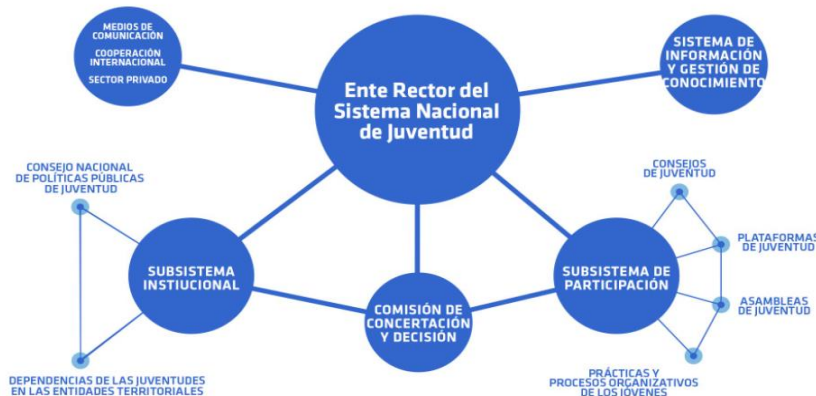 MEDIOS DE
COMUNICACIÓN
COOPERACIÓN
INTERNACIONAL
SECTOR PRIVADO
Ente Rector del
Sistema Nacional
de Juventud
SISTEMA DE
INFORMACIÓN
Y GESTIÓN DE
CONOCIMIENTO
CONSEJO NACIONAL
DE POLÍTICAS PÚBLICAS
DE JUVENTUD
SUBSISTEMA
INSTIUCIONAL
DEPENDENCIAS DE LAS JUVENTUDES
EN LAS ENTIDADES TERRITORIALES
COMISIÓN DE
CONCERTACIÓN
Y DECISIÓN
SUBSISTEMA DE
PARTICIPACIÓN
CONSEJOS
DE JUVENTUD
PLATAFORMAS
DE JUVENTUD
ASAMBLEAS
DE JUVENTUD
PRÁCTICAS Y
PROCESOS ORGANIZATIVOS
DE LOS JÓVENES